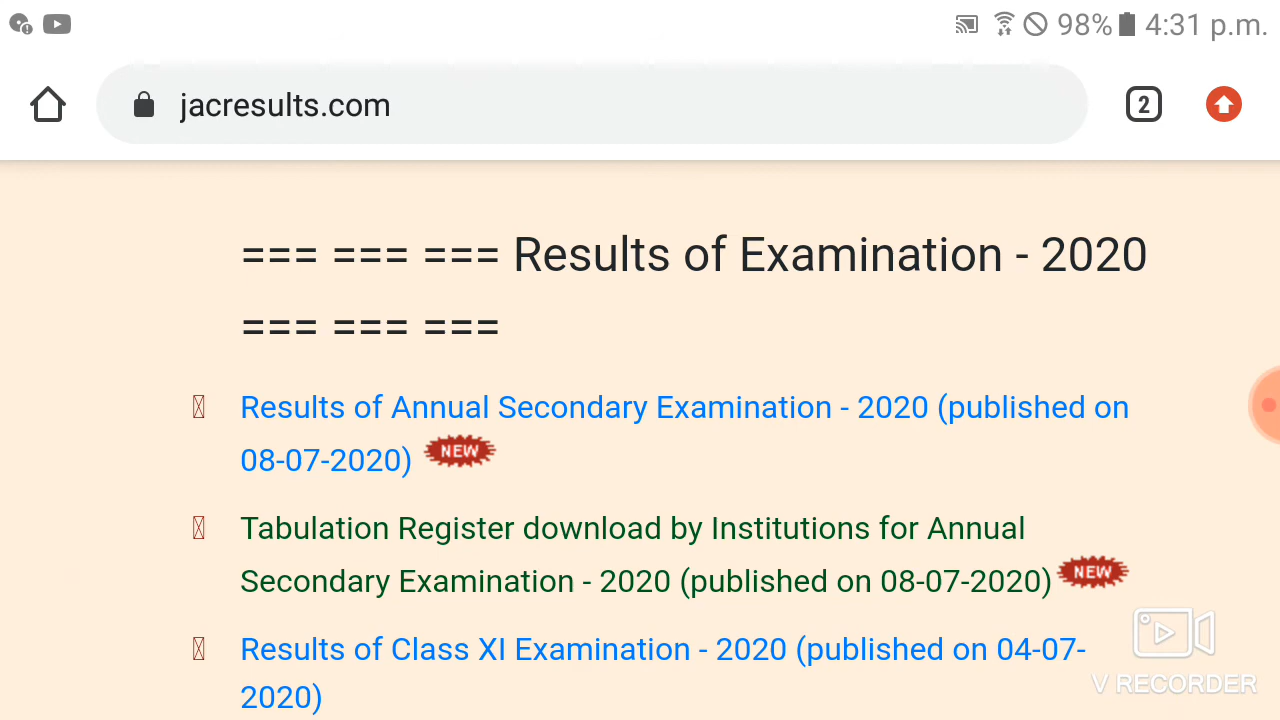 98% 4:31 p.m.
jacresults.com
2
=== === === Results of Examination - 2020
=== === ===
Results of Annual Secondary Examination - 2020 (published on
08-07-2020) NEW
Tabulation Register download by Institutions for Annual
Secondary Examination - 2020 (published on 08-07-2020) NEW
Results of Class XI Examination - 2020 (published on 04-07-
2020)
V RECORDER